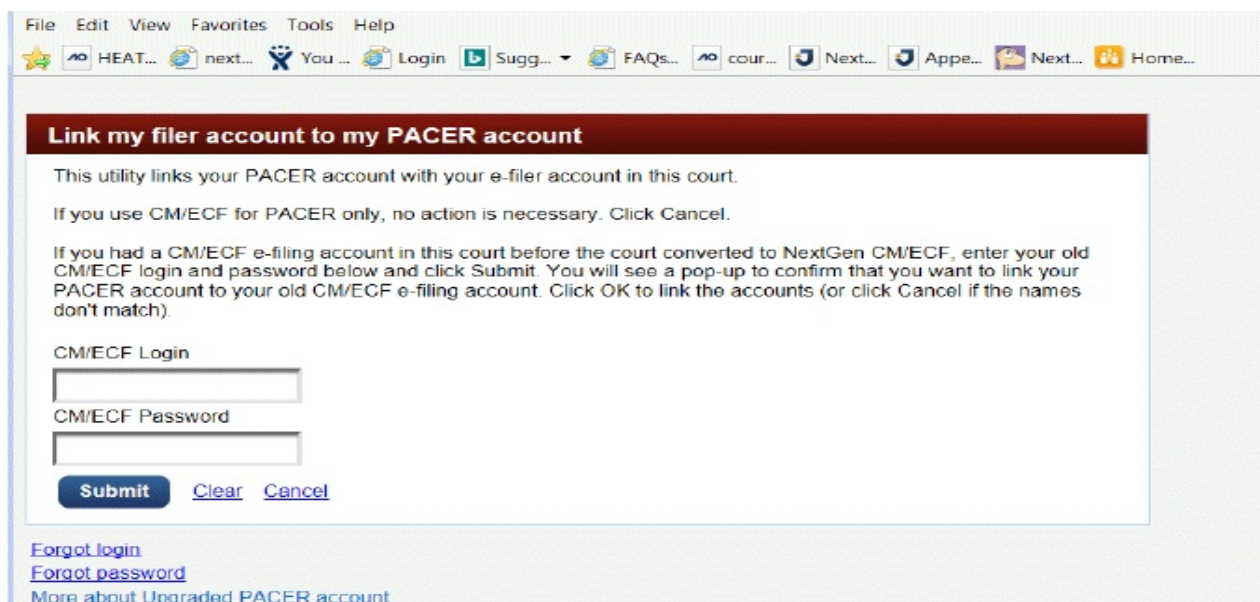 File Edit View Favorites Tools Help
HEAT... next... You ... Login Sugg... FAQs... cour... Next... Appe... Next... Home...
Link my filer account to my PACER account
This utility links your PACER account with your e-filer account in this court.
If you use CM/ECF for PACER only, no action is necessary. Click Cancel.
If you had a CM/ECF e-filing account in this court before the court converted to NextGen CM/ECF, enter your old
CM/ECF login and password below and click Submit. You will see a pop-up to confirm that you want to link your
PACER account to your old CM/ECF e-filing account. Click OK to link the accounts (or click Cancel if the names
don't match).
CM/ECF Login
CM/ECF Password
Submit Clear Cancel
Forgot login
Forgot password
More about Upgraded PACER account